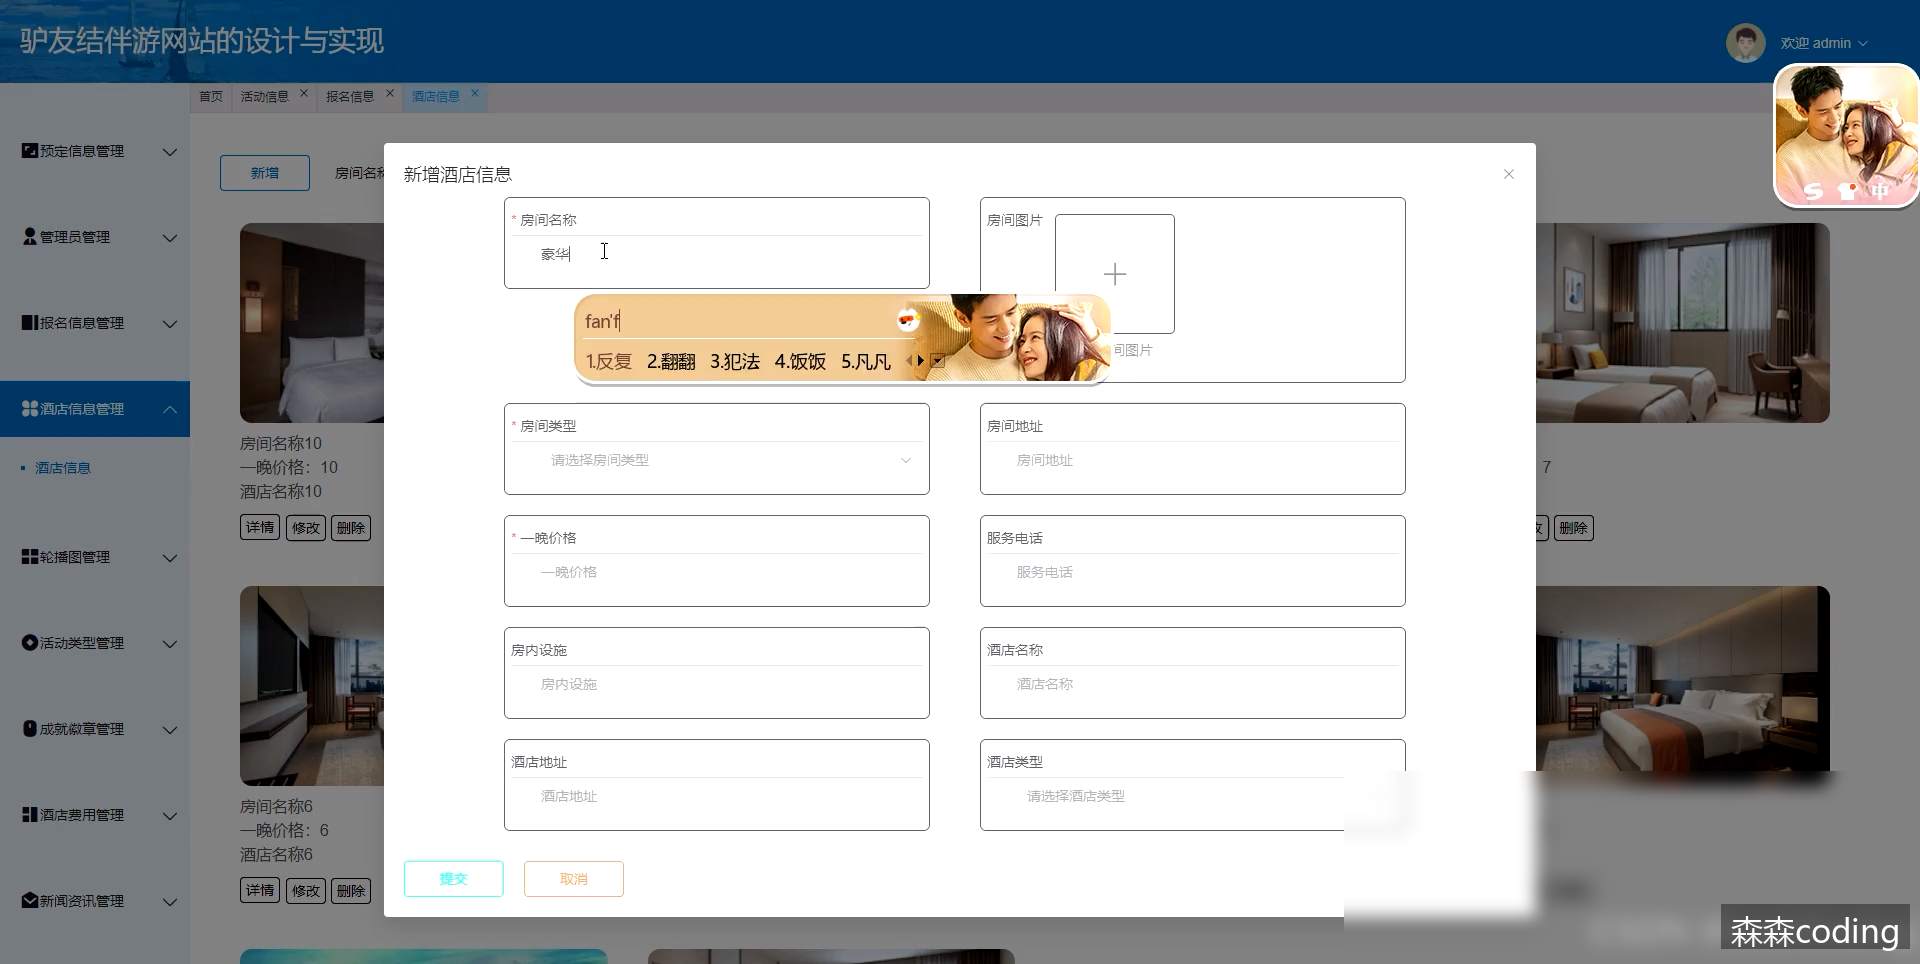 驴友结伴游网站的设计与实现
欢迎 admin
首页 活动信息 报名信息 酒店信息
预定信息管理
管理员管理
报名信息管理
酒店信息管理
酒店信息
轮播图管理
活动类型管理
成就徽章管理
酒店费用管理
新闻资讯管理
新增 房间名称
房间名称10
一晚价格：10
酒店名称10
详情 修改 删除
房间名称6
一晚价格：6
酒店名称6
详情 修改 删除
7
删除
新增酒店信息
* 房间名称
豪华
房间图片
间图片
fan'f
1.反复 2.翻翻 3.犯法 4.饭饭 5.凡凡
* 房间类型
请选择房间类型
房间地址
房间地址
* 一晚价格
一晚价格
服务电话
服务电话
房内设施
房内设施
酒店名称
酒店名称
酒店地址
酒店地址
酒店类型
请选择酒店类型
提交 取消
S 中
森森coding